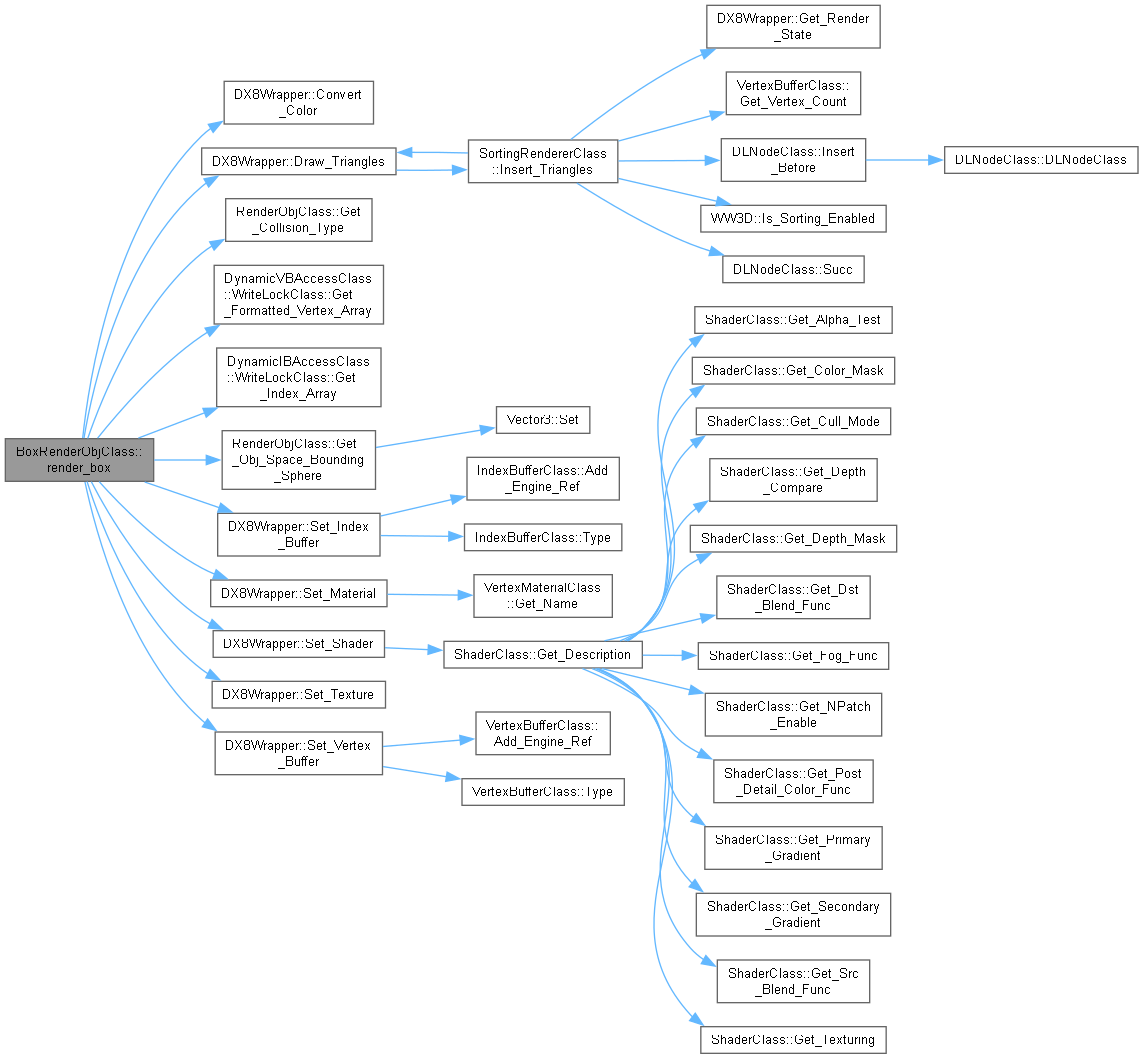 BoxRenderObjClass::
render_box
DX8Wrapper::Convert
_Color
DX8Wrapper::Draw_Triangles
RenderObjClass::Get
_Collision_Type
DynamicVBAccessClass
::WriteLockClass::Get
_Formatted_Vertex_Array
DynamicIBAccessClass
::WriteLockClass::Get
_Index_Array
RenderObjClass::Get
_Obj_Space_Bounding
_Sphere
DX8Wrapper::Set_Index
_Buffer
DX8Wrapper::Set_Material
DX8Wrapper::Set_Shader
DX8Wrapper::Set_Texture
DX8Wrapper::Set_Vertex
_Buffer
SortingRendererClass
::Insert_Triangles
Vector3::Set
IndexBufferClass::Add
_Engine_Ref
IndexBufferClass::Type
VertexMaterialClass
::Get_Name
ShaderClass::Get_Description
VertexBufferClass::
Add_Engine_Ref
VertexBufferClass::Type
DX8Wrapper::Get_Render
_State
VertexBufferClass::
Get_Vertex_Count
DLNodeClass::Insert
_Before
WW3D::Is_Sorting_Enabled
DLNodeClass::Succ
DLNodeClass::DLNodeClass
ShaderClass::Get_Alpha_Test
ShaderClass::Get_Color_Mask
ShaderClass::Get_Cull_Mode
ShaderClass::Get_Depth
_Compare
ShaderClass::Get_Depth_Mask
ShaderClass::Get_Dst
_Blend_Func
ShaderClass::Get_Fog_Func
ShaderClass::Get_NPatch
_Enable
ShaderClass::Get_Post
_Detail_Color_Func
ShaderClass::Get_Primary
_Gradient
ShaderClass::Get_Secondary
_Gradient
ShaderClass::Get_Src
_Blend_Func
ShaderClass::Get_Texturing